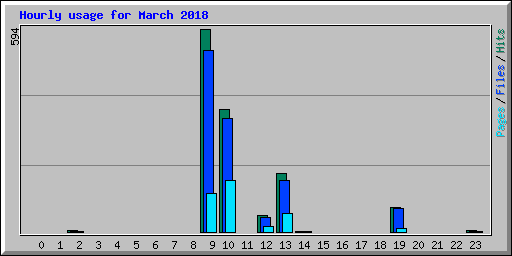 Hourly usage for March 2018
594
Pages/Files/Hits
0 1 2 3 4 5 6 7 8 9 10 11 12 13 14 15 16 17 18 19 20 21 22 23